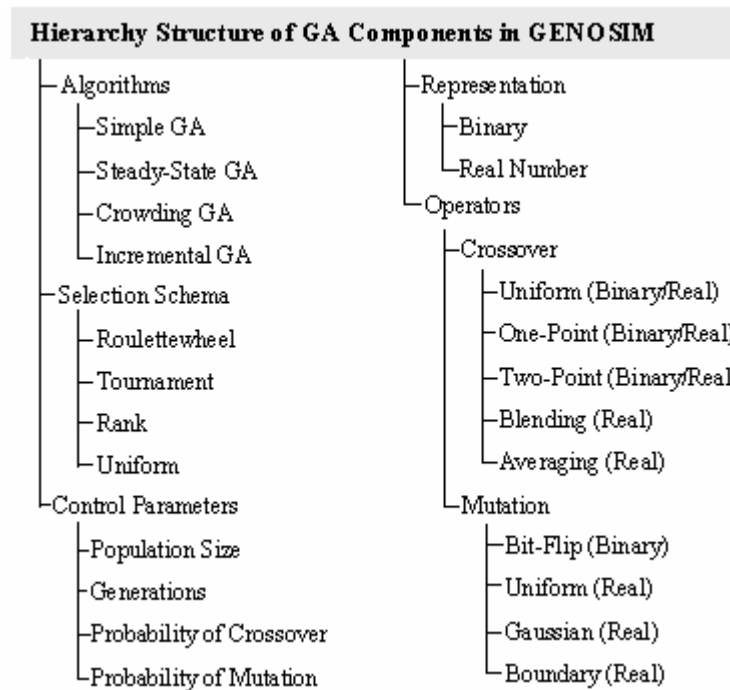 Hierarchy Structure of GA Components in GENOSIM
Algorithms
Simple GA
Steady-State GA
Crowding GA
Incremental GA
Selection Schema
Roulettewheel
Tournament
Rank
Uniform
Control Parameters
Population Size
Generations
Probability of Crossover
Probability of Mutation
Representation
Binary
Real Number
Operators
Crossover
Uniform (Binary/Real)
One-Point (Binary/Real)
Two-Point (Binary/Real
Blending (Real)
Averaging (Real)
Mutation
Bit-Flip (Binary)
Uniform (Real)
Gaussian (Real)
Boundary (Real)